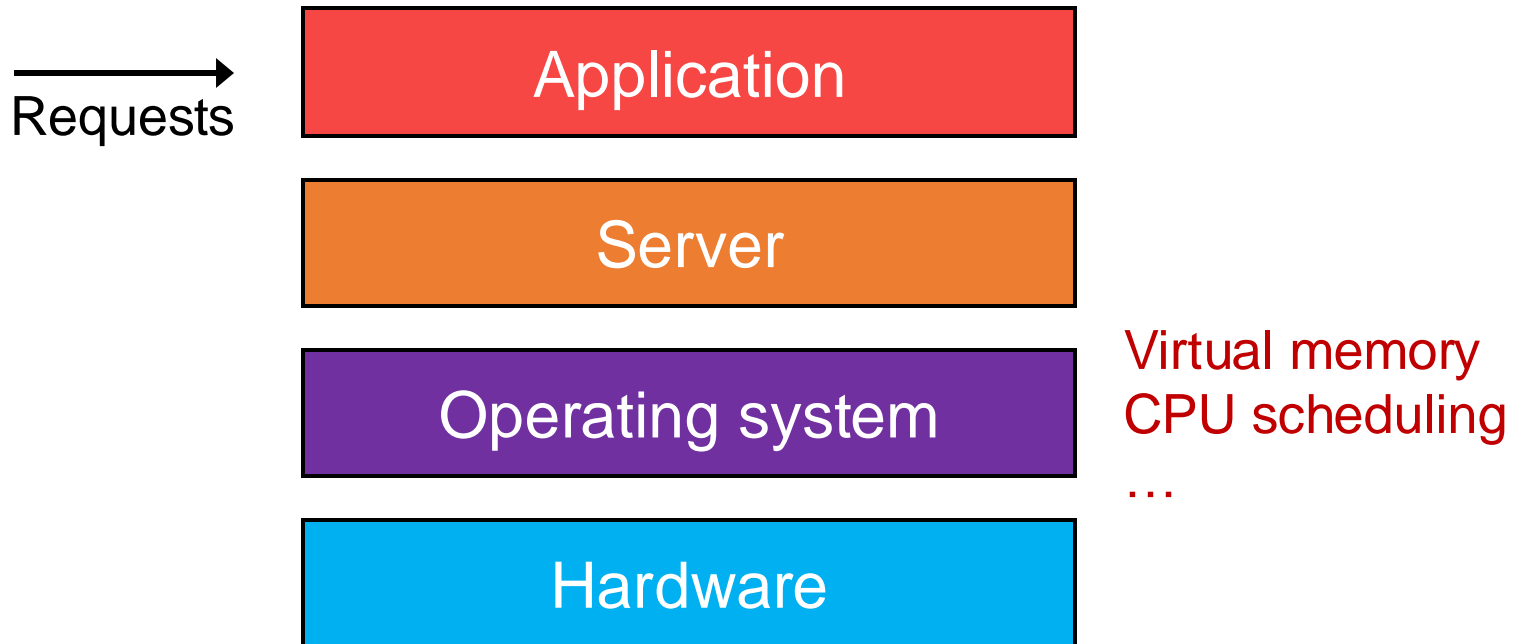 Application
Requests
Server
Virtual memory
CPU scheduling
…
Operating system
Hardware